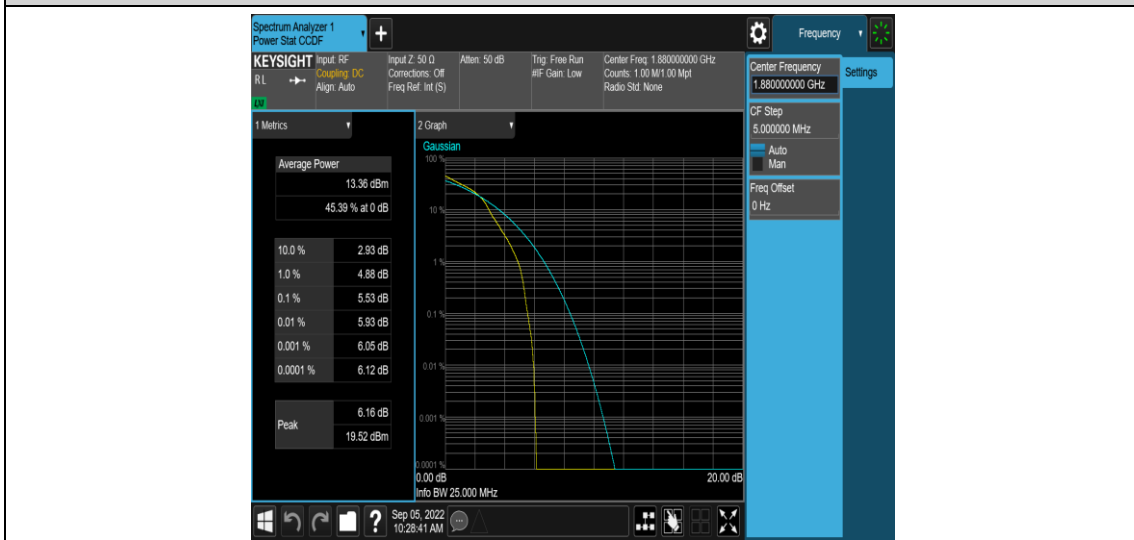 Spectrum Analyzer 1
Power Stat CCDF
+
Frequency
KEYSIGHT
RL
Input: RF
Coupling: DC
Align: Auto
Input Z: 50 Ω
Corrections: Off
Freq Ref: Int (S)
Atten: 50 dB
Trig: Free Run
#IF Gain: Low
Center Freq: 1.880000000 GHz
Counts: 1.00 M/1.00 Mpt
Radio Std: None
Center Frequency
1.880000000 GHz
Settings
CF Step
5.000000 MHz
Auto
Man
Freq Offset
0 Hz
1 Metrics
Average Power
13.36 dBm
45.39 % at 0 dB
10.0 % 2.93 dB
1.0 % 4.88 dB
0.1 % 5.53 dB
0.01 % 5.93 dB
0.001 % 6.05 dB
0.0001 % 6.12 dB
Peak
6.16 dB
19.52 dBm
2 Graph
Gaussian
100 %
10 %
1 %
0.1 %
0.01 %
0.001 %
0.0001 %
0.00 dB 20.00 dB
Info BW 25.000 MHz
?
Sep 05, 2022
10:28:41 AM